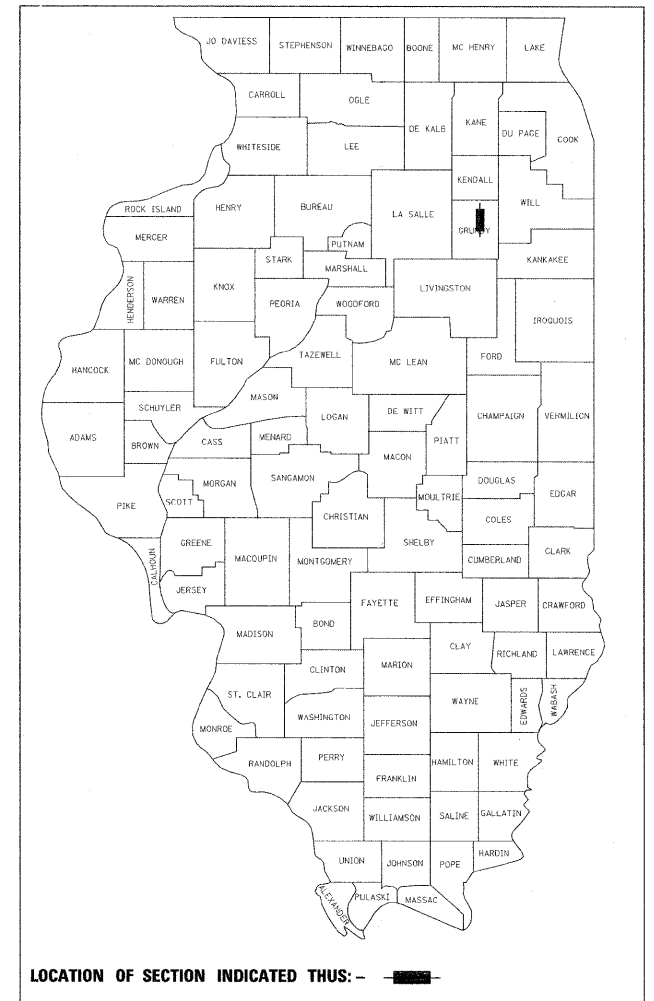 JO DAVIESS STEPHENSON WINNEBAGO BOONE MC HENRY LAKE
CARROLL OGLE DE KALB KANE DU PAGE COOK
WHITESIDE LEE KENDALL
ROCK ISLAND HENRY BUREAU LA SALLE GRUNDY WILL
MERCER PUTNAM
STARK MARSHALL KANKAKEE
HENDERSON WARREN KNOX PEORIA WOODFORD LIVINGSTON IROQUOIS
HANCOCK MC DONOUGH FULTON TAZEWELL MC LEAN FORD
SCHUYLER MASON LOGAN DE WITT CHAMPAIGN VERMILION
ADAMS BROWN CASS MENARD MACON PIATT
PIKE SCOTT MORGAN SANGAMON CHRISTIAN MOULTRIE DOUGLAS EDGAR
COLES
CALHOUN GREENE MACOUPIN MONTGOMERY SHELBY CUMBERLAND CLARK
JERSEY FAYETTE EFFINGHAM JASPER CRAWFORD
MADISON BOND
CLINTON MARION CLAY RICHLAND LAWRENCE
ST. CLAIR WAYNE EDWARDS WABASH
MONROE WASHINGTON JEFFERSON
RANDOLPH PERRY FRANKLIN HAMILTON WHITE
JACKSON WILLIAMSON SALINE GALLATIN
UNION JOHNSON POPE HARDIN
ALEXANDER PULASKI MASSAC
LOCATION OF SECTION INDICATED THUS: –